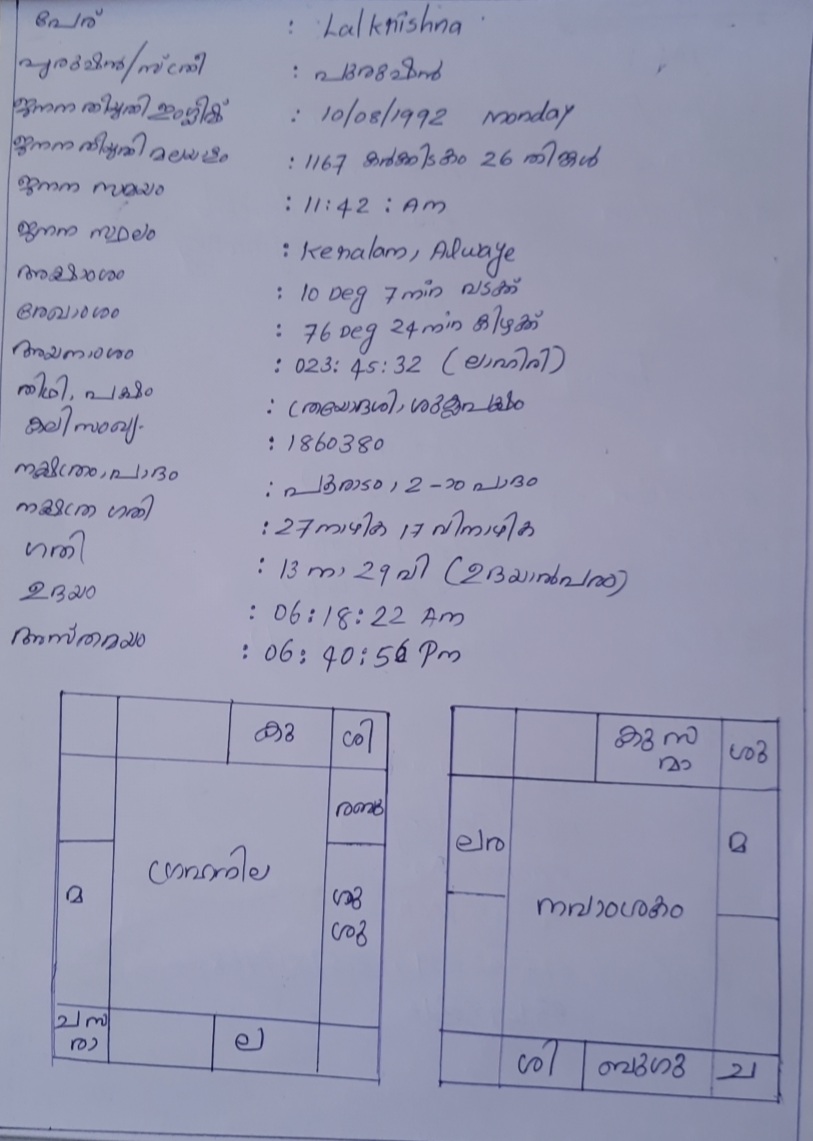 പേര് : Lalkrishna
പുരുഷൻ/സ്ത്രീ : പുരുഷൻ
ജനന തിയ്യതി ഇംഗ്ലീഷ് : 10/08/1992 monday
ജനന തിയ്യതി മലയാളം : 1167 കർക്കിടകം 26 തിങ്കൾ
ജനന സമയം : 11:42 : Am
ജനന സ്ഥലം : Keralam, Alwaye
അക്ഷാംശം : 10 Deg 7 min വടക്ക്
രേഖാംശം : 76 Deg 24 min കിഴക്ക്
അയനാംശം : 023: 45:32 (ലാഹിരി)
തിഥി, പക്ഷം : ത്രയോദശി, ശുക്ലപക്ഷം
കലി സംഖ്യ : 1860380
നക്ഷത്രം, പാദം : പൂരാടം, 2-ാo പാദം
നക്ഷത്ര ഗതി : 27 നാഴിക 17 വിനാഴിക
ഗതി : 13 നാ, 29 വി (ഉദയാൽപരം)
ഉദയം : 06:18:22 Am
അസ്തമയം : 06: 40:56 Pm
കു ശി
കു സ മാ ശു
മ
ഗ്രഹനില
ല
മ
നവാംശകം
ശു
ല
ശി ബുഗു ച